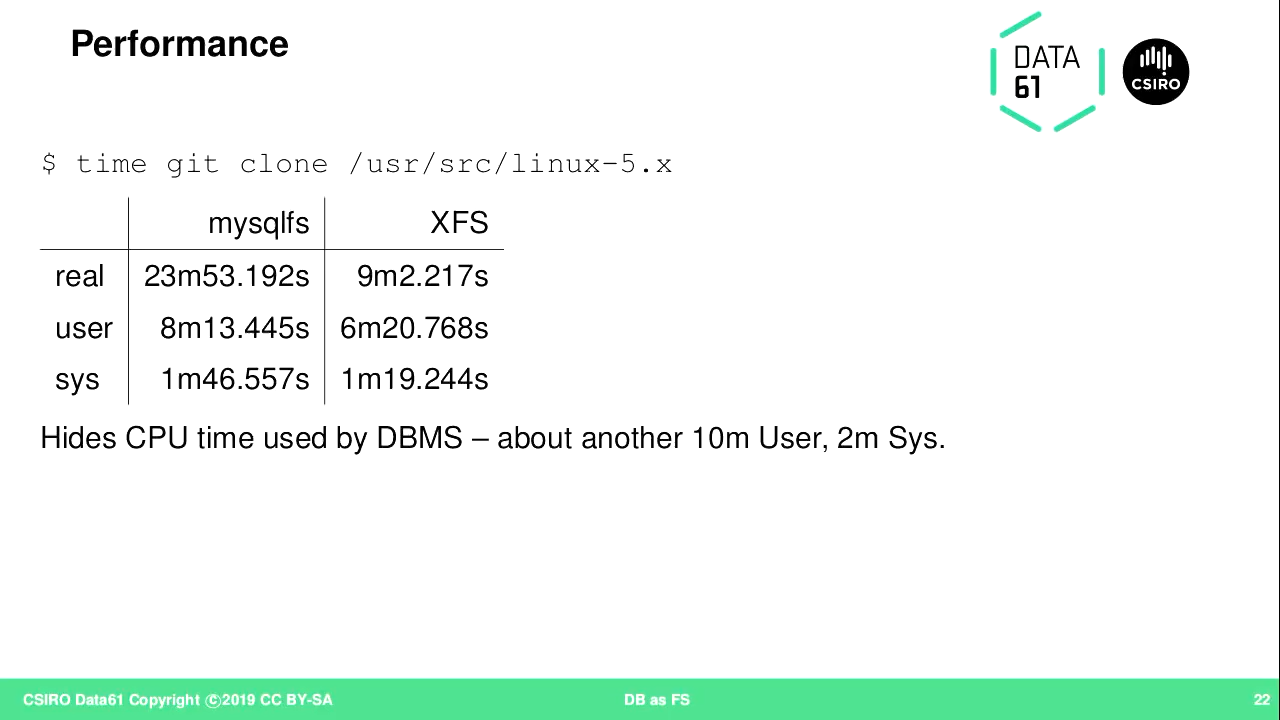 Performance
DATA
61
CSIRO
$ time git clone /usr/src/linux-5.x
mysqlfs XFS
real 23m53.192s 9m2.217s
user 8m13.445s 6m20.768s
sys 1m46.557s 1m19.244s
Hides CPU time used by DBMS – about another 10m User, 2m Sys.
CSIRO Data61 Copyright ©2019 CC BY-SA DB as FS 22